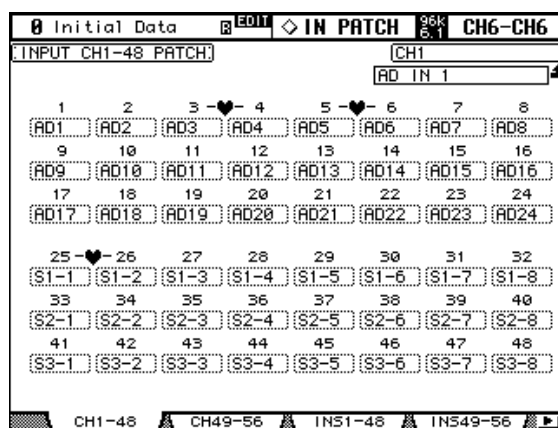 0 Initial Data R EDIT IN PATCH 96k 6.1 CH6-CH6
INPUT CH1-48 PATCH CH1
AD IN 1
1 2 3 - 4 5 - 6 7 8
AD1 AD2 AD3 AD4 AD5 AD6 AD7 AD8
9 10 11 12 13 14 15 16
AD9 AD10 AD11 AD12 AD13 AD14 AD15 AD16
17 18 19 20 21 22 23 24
AD17 AD18 AD19 AD20 AD21 AD22 AD23 AD24
25 - 26 27 28 29 30 31 32
S1-1 S1-2 S1-3 S1-4 S1-5 S1-6 S1-7 S1-8
33 34 35 36 37 38 39 40
S2-1 S2-2 S2-3 S2-4 S2-5 S2-6 S2-7 S2-8
41 42 43 44 45 46 47 48
S3-1 S3-2 S3-3 S3-4 S3-5 S3-6 S3-7 S3-8
CH1-48 CH49-56 INS1-48 INS49-56